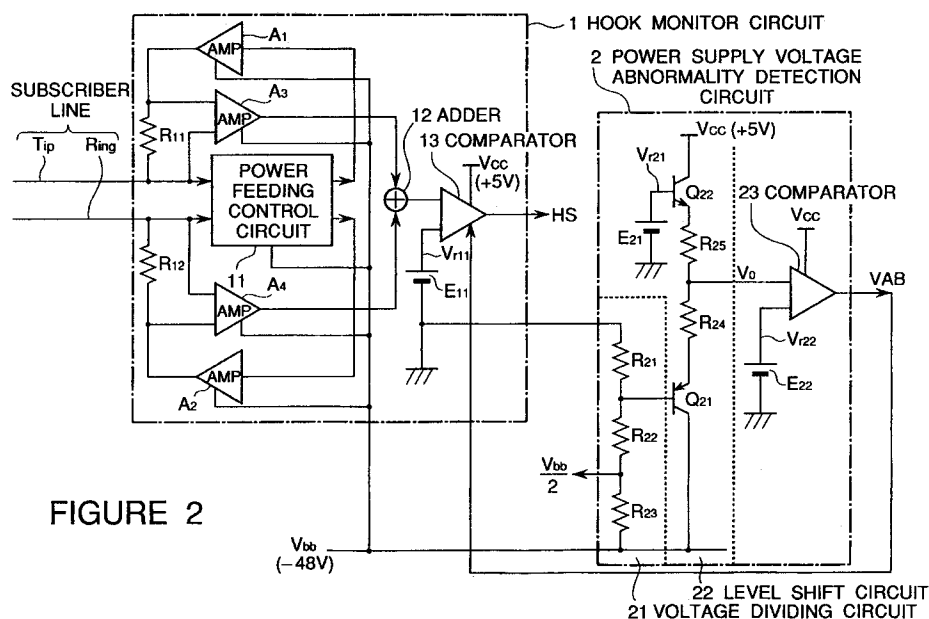 1 HOOK MONITOR CIRCUIT
2 POWER SUPPLY VOLTAGE
ABNORMALITY DETECTION
CIRCUIT
SUBSCRIBER
LINE
Tip Ring
R11
R12
AMP A1
AMP A3
POWER
FEEDING
CONTROL
CIRCUIT
11
AMP A4
AMP
A2
12 ADDER
13 COMPARATOR
Vcc
(+5V)
HS
Vr11
E11
Vcc (+5V)
Vr21
Q22
E21
R25
V0
R24
23 COMPARATOR
Vcc
VAB
Vr22
E22
R21
Q21
R22
Vbb
2
R23
FIGURE 2
Vbb
(−48V)
22 LEVEL SHIFT CIRCUIT
21 VOLTAGE DIVIDING CIRCUIT